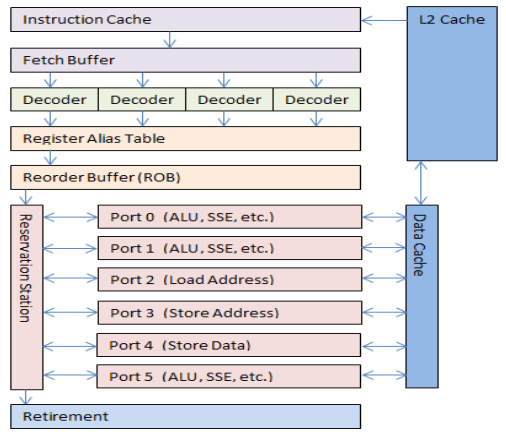 Instruction Cache
L2 Cache
Fetch Buffer
Decoder
Decoder
Decoder
Decoder
Register Alias Table
Reorder Buffer (ROB)
Reservation Station
Port 0 (ALU, SSE, etc.)
Port 1 (ALU, SSE, etc.)
Port 2 (Load Address)
Port 3 (Store Address)
Port 4 (Store Data)
Port 5 (ALU, SSE, etc.)
Data Cache
Retirement